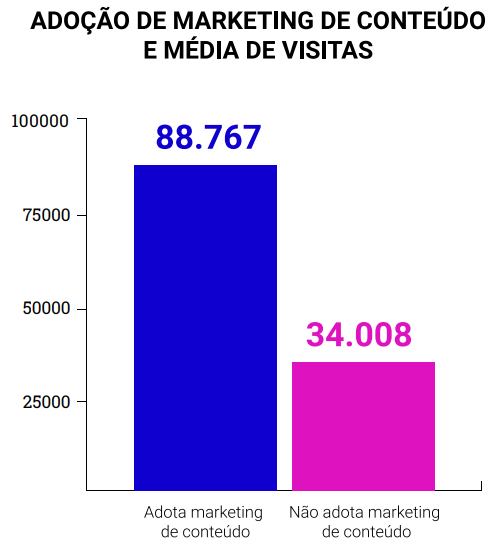 ADOÇÃO DE MARKETING DE CONTEÚDO
E MÉDIA DE VISITAS
100000
88.767
75000
50000
34.008
25000
Adota marketing
de conteúdo
Não adota marketing
de conteúdo